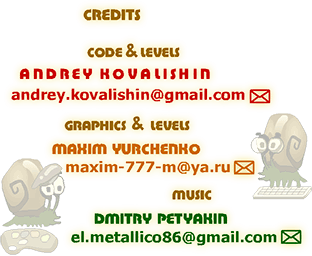 CREDITS
CODE & LEVELS
ANDREY KOVALISHIN
andrey.kovalishin@gmail.com
GRAPHICS & LEVELS
MAXIM YURCHENKO
maxim-777-m@ya.ru
MUSIC
DMITRY PETYAKIN
el.metallico86@gmail.com